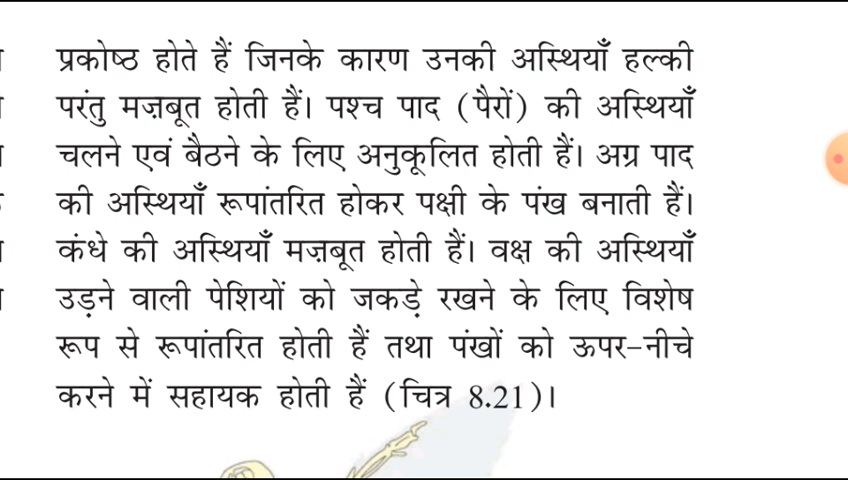 प्रकोष्ठ होते हैं जिनके कारण उनकी अस्थियाँ हल्की
परंतु मज़बूत होती हैं। पश्च पाद (पैरों) की अस्थियाँ
चलने एवं बैठने के लिए अनुकूलित होती हैं। अग्र पाद
की अस्थियाँ रूपांतरित होकर पक्षी के पंख बनाती हैं।
कंधे की अस्थियाँ मज़बूत होती हैं। वक्ष की अस्थियाँ
उड़ने वाली पेशियों को जकड़े रखने के लिए विशेष
रूप से रूपांतरित होती हैं तथा पंखों को ऊपर-नीचे
करने में सहायक होती हैं (चित्र 8.21)।